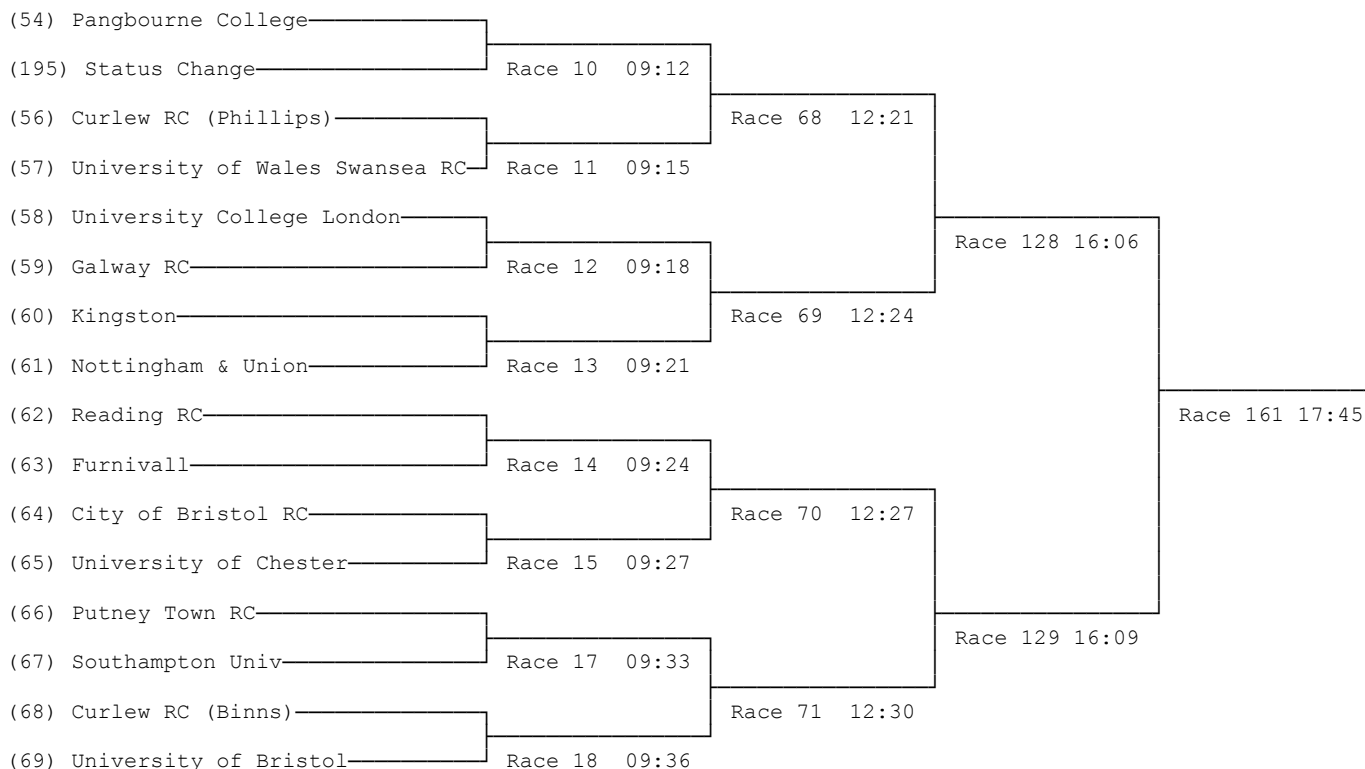 (54) Pangbourne College
(195) Status Change Race 10 09:12
(56) Curlew RC (Phillips) Race 68 12:21
(57) University of Wales Swansea RC Race 11 09:15
(58) University College London
Race 128 16:06
(59) Galway RC Race 12 09:18
(60) Kingston Race 69 12:24
(61) Nottingham & Union Race 13 09:21
(62) Reading RC Race 161 17:45
(63) Furnivall Race 14 09:24
(64) City of Bristol RC Race 70 12:27
(65) University of Chester Race 15 09:27
(66) Putney Town RC
Race 129 16:09
(67) Southampton Univ Race 17 09:33
(68) Curlew RC (Binns) Race 71 12:30
(69) University of Bristol Race 18 09:36